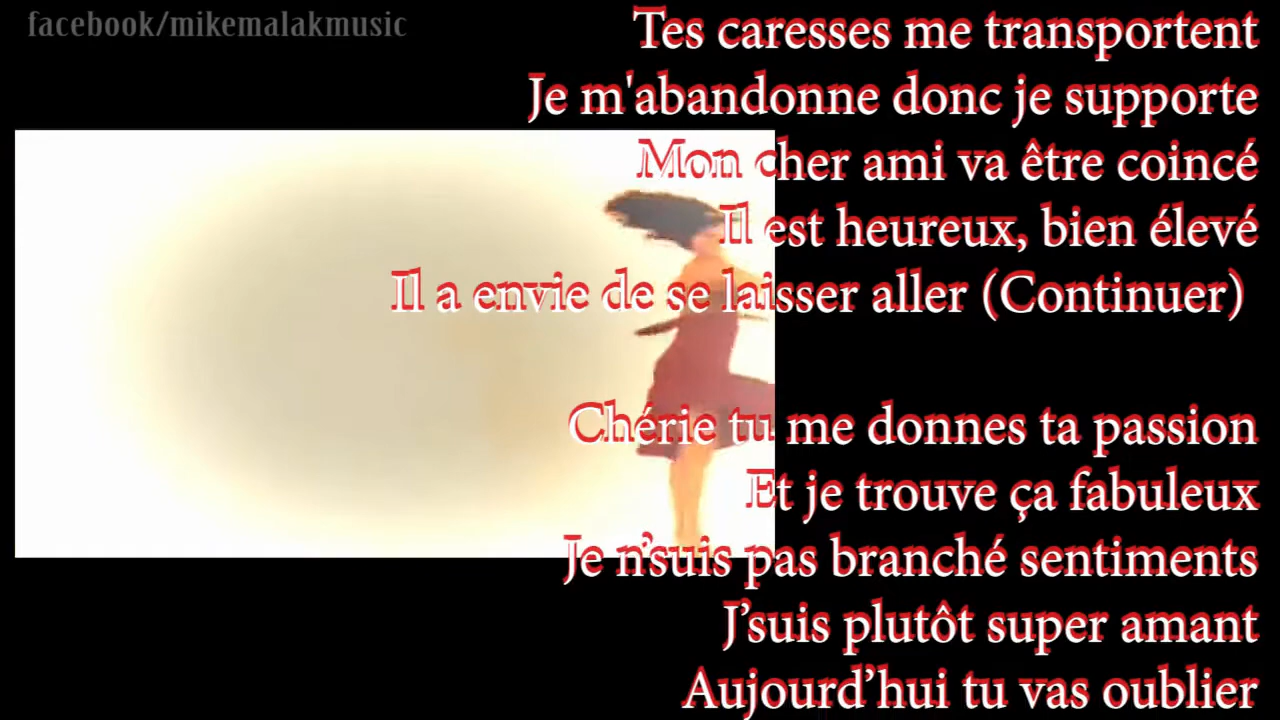 facebook/mikemalakmusic
Tes caresses me transportent
Je m'abandonne donc je supporte
Mon cher ami va être coincé
Il est heureux, bien élevé
Il a envie de se laisser aller (Continuer)
Chérie tu me donnes ta passion
Et je trouve ça fabuleux
Je n’suis pas branché sentiments
J’suis plutôt super amant
Aujourd’hui tu vas oublier